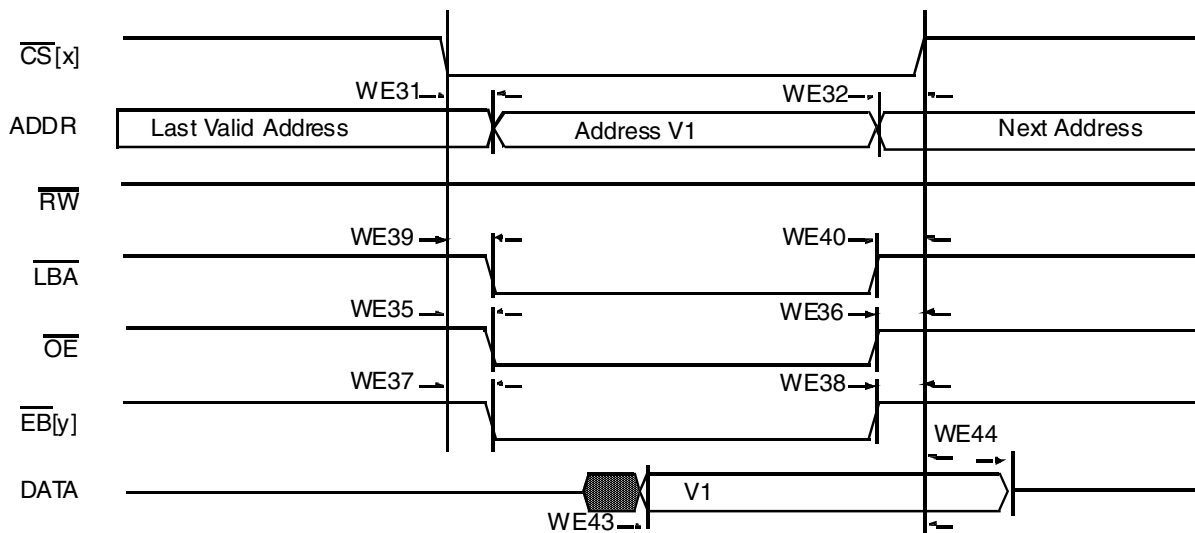 CS[x]
WE31
WE32
ADDR
Last Valid Address
Address V1
Next Address
RW
WE39
WE40
LBA
WE35
WE36
OE
WE37
WE38
EB[y]
WE44
DATA
V1
WE43